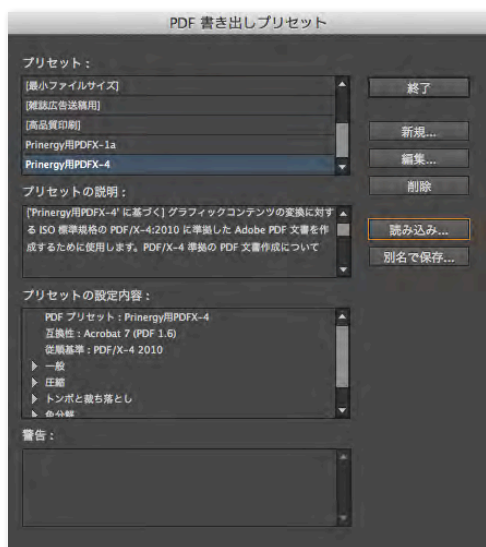 PDF 書き出しプリセット
プリセット：
[最小ファイルサイズ]
[雑誌広告送稿用]
[高品質印刷]
Prinergy用PDFX-1a
Prinergy用PDFX-4
終了
新規...
編集...
削除
読み込み...
別名で保存...
プリセットの説明：
['Prinergy用PDFX-4' に基づく] グラフィックコンテンツの変換に対す
る ISO 標準規格の PDF/X-4:2010 に準拠した Adobe PDF 文書を作
成するために使用します。PDF/X-4 準拠の PDF 文書作成について
プリセットの設定内容：
PDF プリセット：Prinergy用PDFX-4
互換性：Acrobat 7 (PDF 1.6)
従順基準：PDF/X-4 2010
一般
圧縮
トンボと裁ち落とし
色分解
警告：